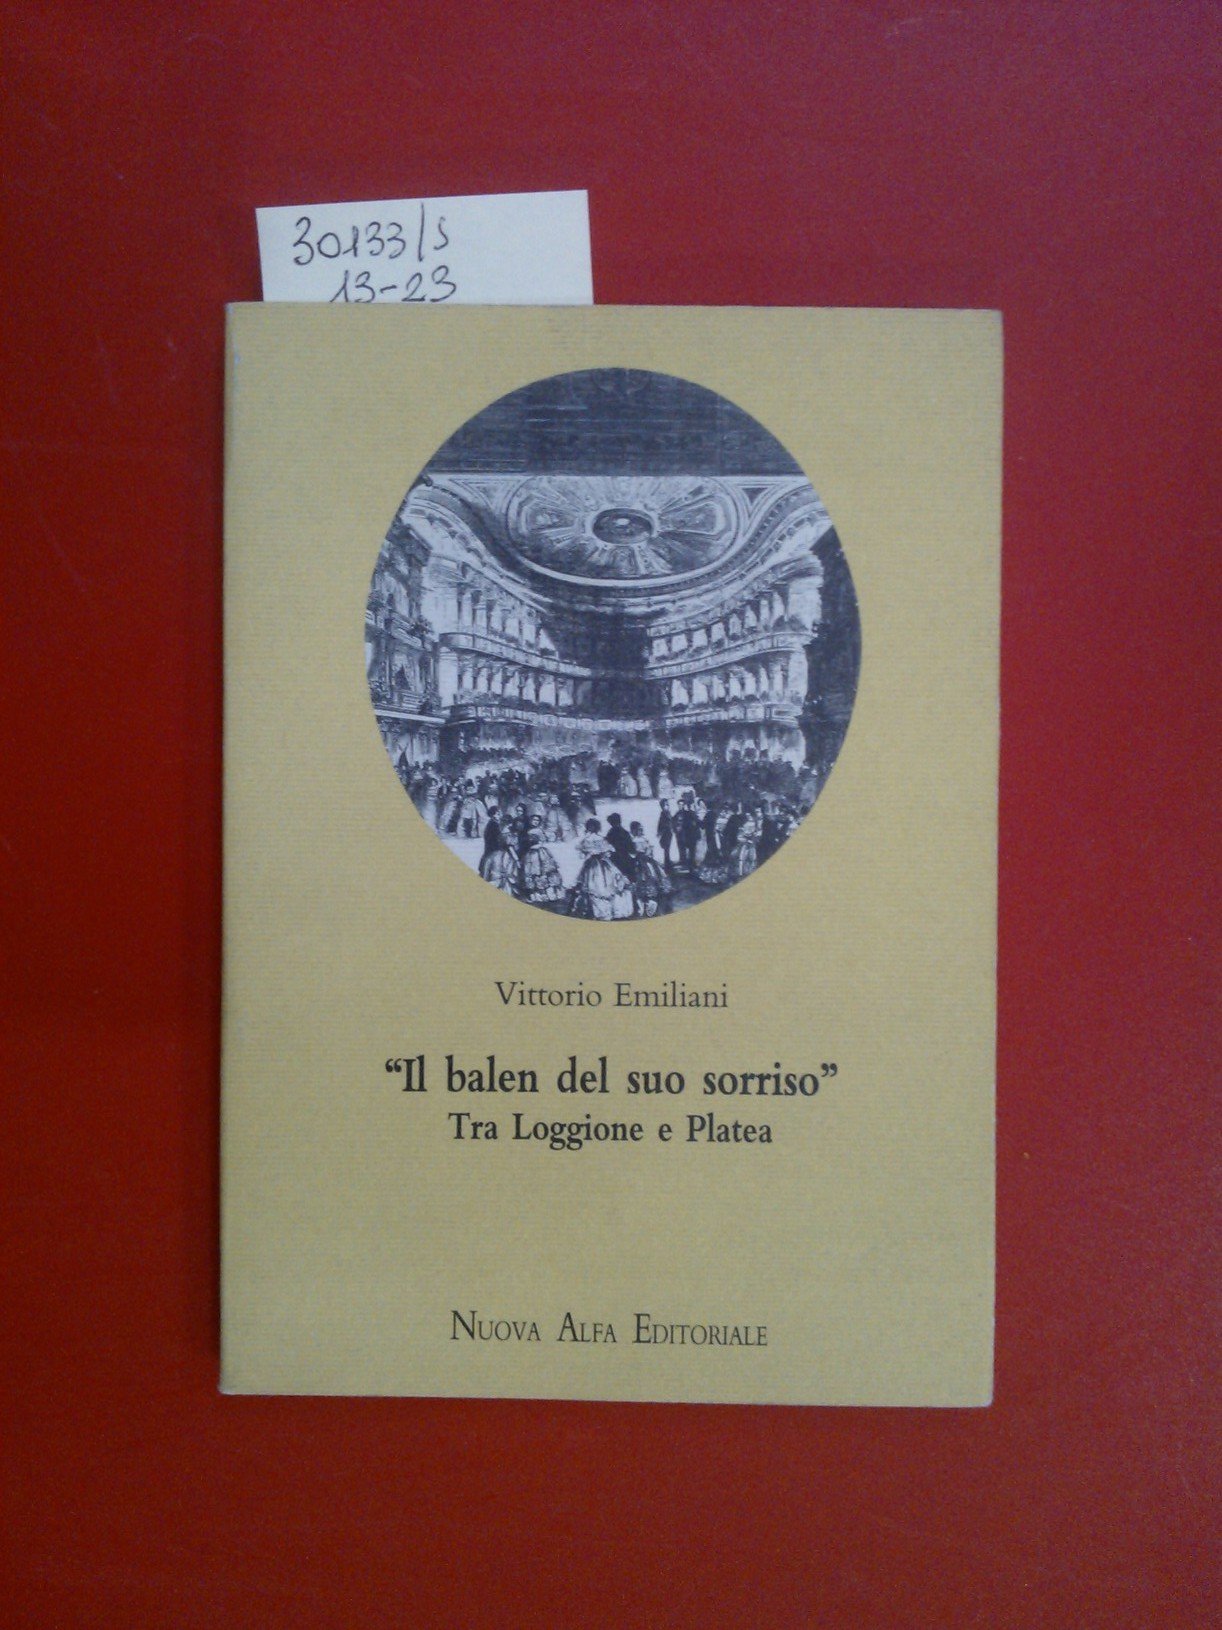 30133/s
13-23
Vittorio Emiliani
“Il balen del suo sorriso”
Tra Loggione e Platea
NUOVA ALFA EDITORIALE